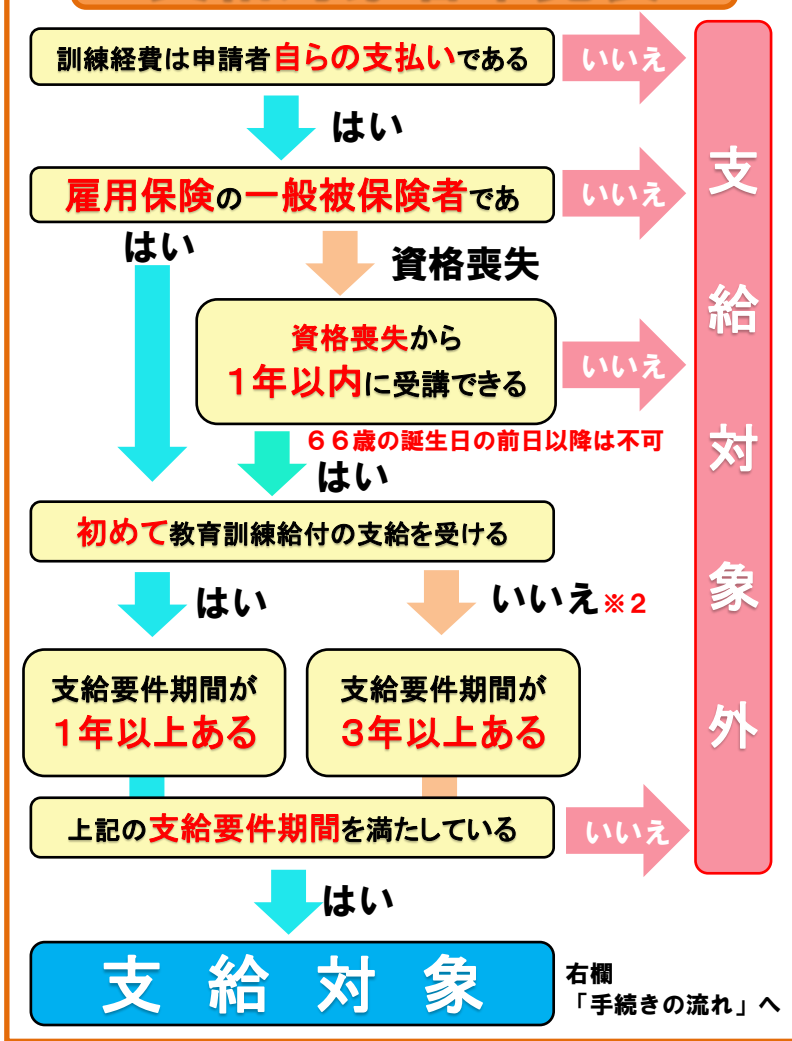 訓練経費は申請者自らの支払いである
いいえ
はい
雇用保険の一般被保険者であ
いいえ
はい
資格喪失
資格喪失から
1年以内に受講できる
いいえ
66歳の誕生日の前日以降は不可
はい
初めて教育訓練給付の支給を受ける
はい
いいえ※2
支給要件期間が
1年以上ある
支給要件期間が
3年以上ある
上記の支給要件期間を満たしている
いいえ
はい
支給対象
右欄
「手続きの流れ」へ
支給対象外